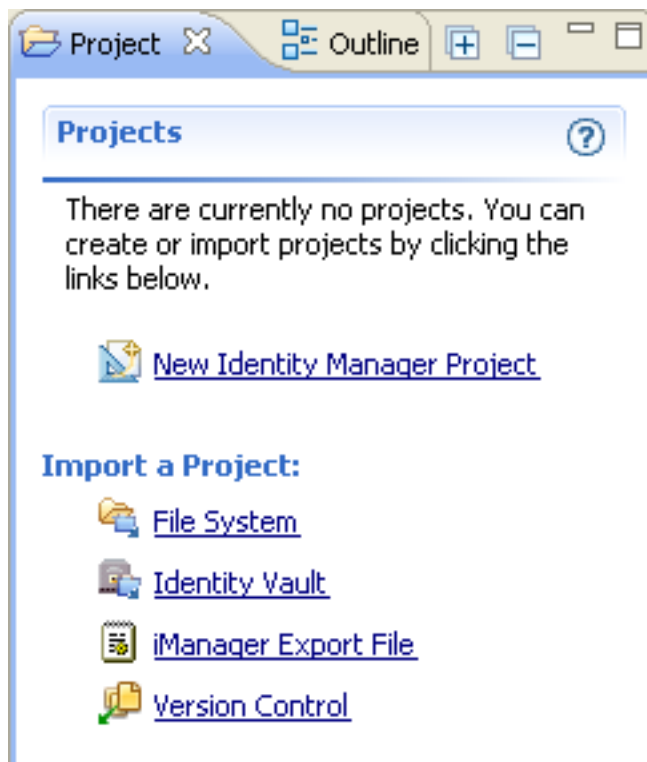 Project Outline
Projects
There are currently no projects. You can
create or import projects by clicking the
links below.
New Identity Manager Project
Import a Project:
File System
Identity Vault
iManager Export File
Version Control